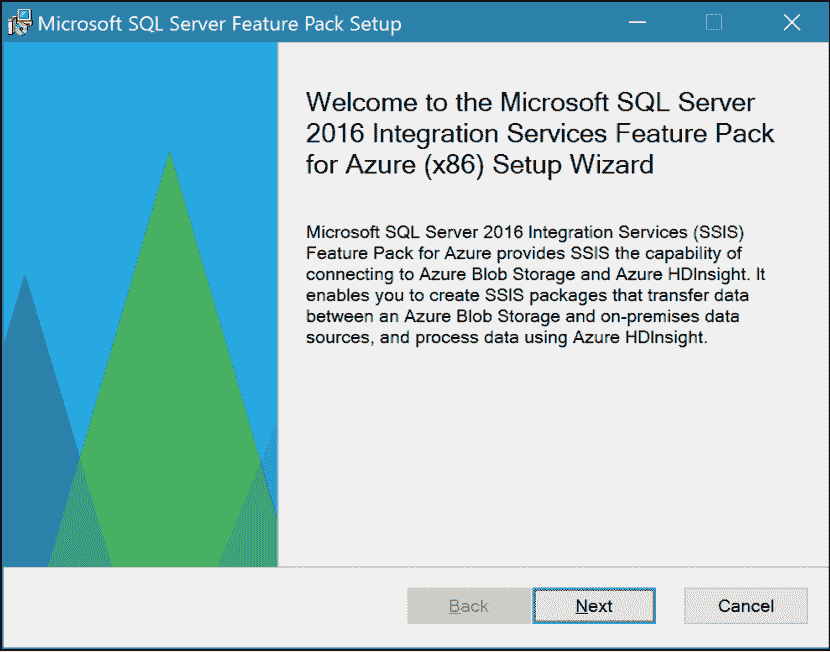 Microsoft SQL Server Feature Pack Setup
Welcome to the Microsoft SQL Server
2016 Integration Services Feature Pack
for Azure (x86) Setup Wizard
Microsoft SQL Server 2016 Integration Services (SSIS)
Feature Pack for Azure provides SSIS the capability of
connecting to Azure Blob Storage and Azure HDInsight. It
enables you to create SSIS packages that transfer data
between an Azure Blob Storage and on-premises data
sources, and process data using Azure HDInsight.
Back Next Cancel